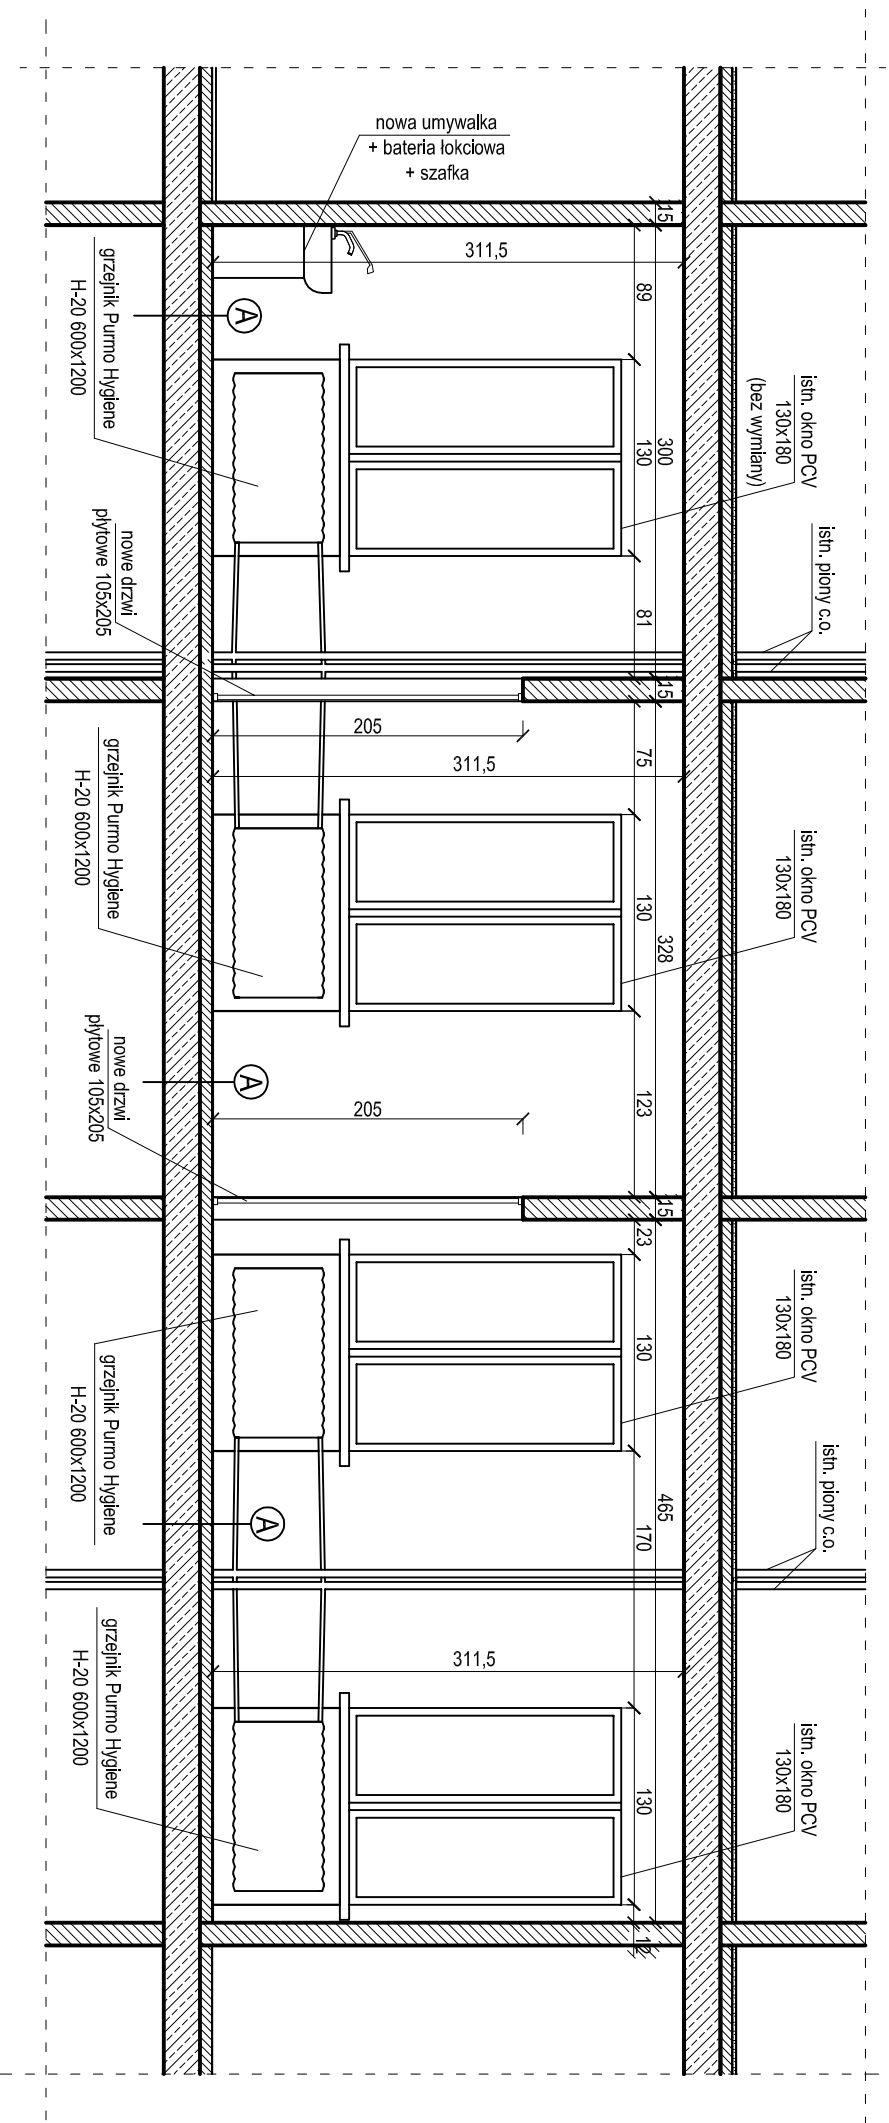 nowa umywalka
+ bateria łokciowa
+ szafka
15
311,5
89
grzejnik Purmo Hygiene
H-20 600x1200
A
istn. okno PCV
130x180
(bez wymiany)
300
130
istn. piony c.o.
nowe drzwi
płytowe 105x205
81
15
205
75
311,5
grzejnik Purmo Hygiene
H-20 600x1200
istn. okno PCV
130x180
130
328
nowe drzwi
płytowe 105x205
A
205
123
15
23
istn. okno PCV
130x180
130
grzejnik Purmo Hygiene
H-20 600x1200
istn. piony c.o.
465
170
A
311,5
grzejnik Purmo Hygiene
H-20 600x1200
istn. okno PCV
130x180
130
12